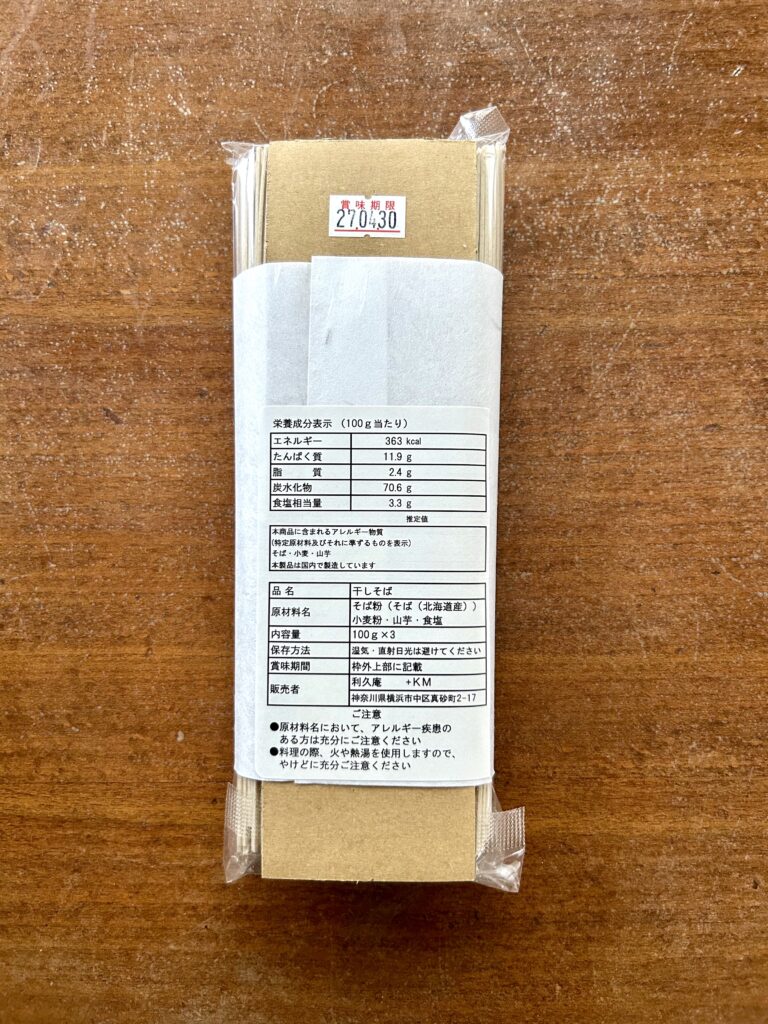 賞味期限
27.04.30
栄養成分表示 (100g当たり)
エネルギー 363 kcal
たんぱく質 11.9 g
脂 質 2.4 g
炭水化物 70.6 g
食塩相当量 3.3 g
推定値
本商品に含まれるアレルギー物質
(特定原材料及びそれに準ずるものを表示)
そば・小麦・山芋
本製品は国内で製造しています
品 名 干しそば
原材料名 そば粉(そば(北海道産))
小麦粉・山芋・食塩
内容量 100g×3
保存方法 湿気・直射日光は避けてください
賞味期間 枠外上部に記載
販売者 利久庵 +KM
神奈川県横浜市中区真砂町2-17
ご注意
●原材料名において、アレルギー疾患の
ある方は充分にご注意ください
●料理の際、火や熱湯を使用しますので、
やけどに充分ご注意ください